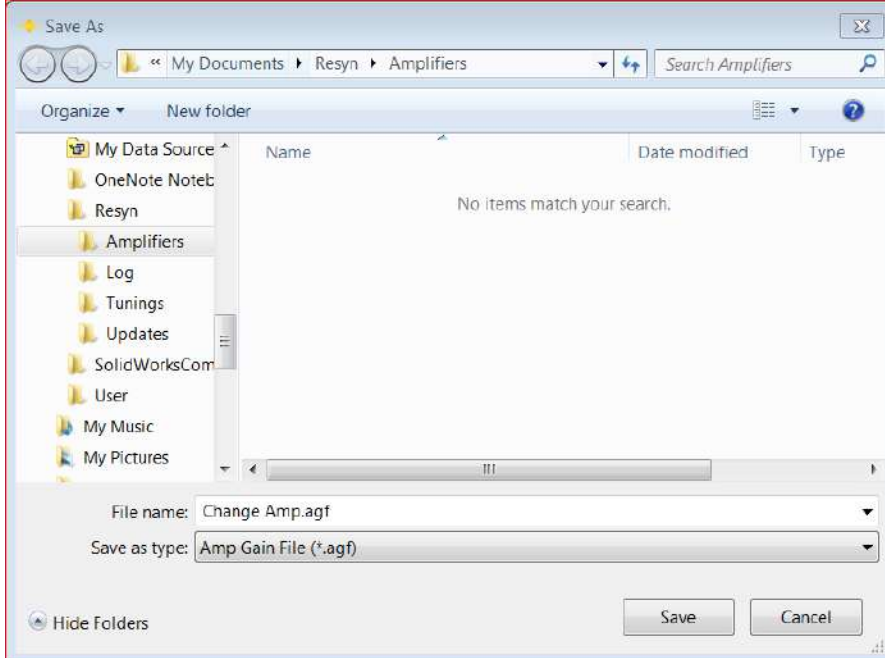 Save As
« My Documents ▸ Resyn ▸ Amplifiers
Search Amplifiers
Organize
New folder
Name
Date modified
Type
No items match your search.
My Data Source
OneNote Noteb
Resyn
Amplifiers
Log
Tunings
Updates
SolidWorksCom
User
My Music
My Pictures
File name: Change Amp.agf
Save as type: Amp Gain File (*.agf)
Hide Folders
Save
Cancel